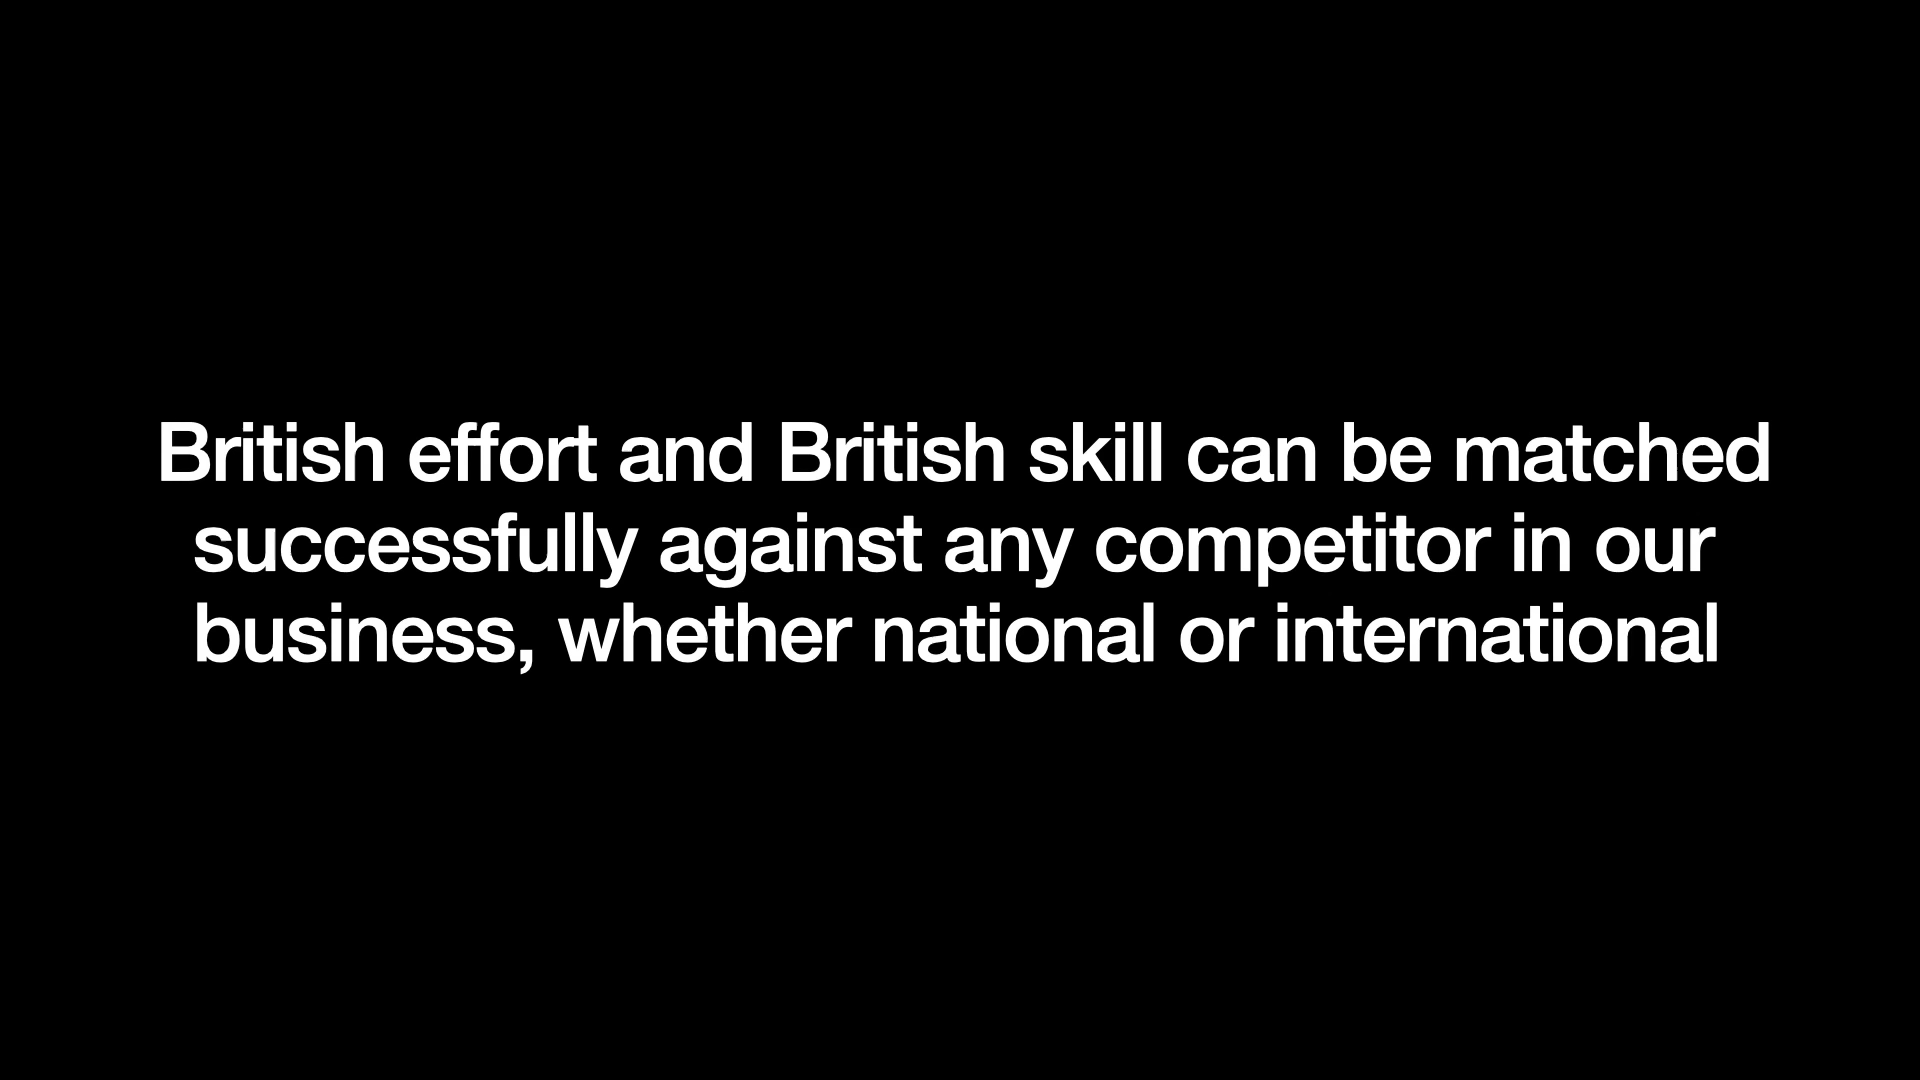 British effort and British skill can be matched
successfully against any competitor in our
business, whether national or international